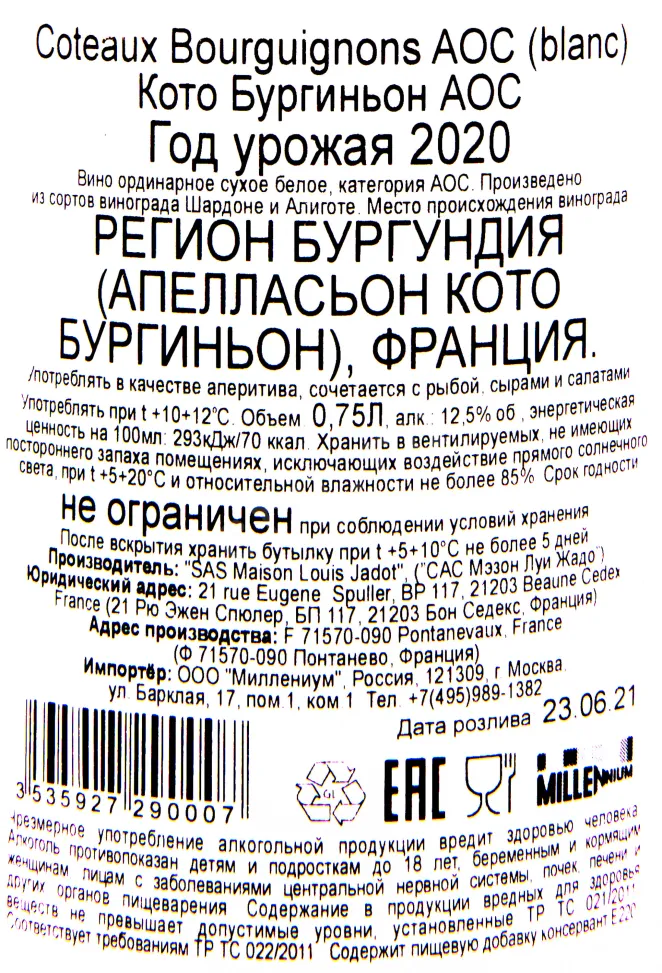 Coteaux Bourguignons AOC (blanc)
Кото Бургиньон АОС
Год урожая 2020
Вино ординарное сухое белое, категория АОС. Произведено
из сортов винограда Шардоне и Алиготе. Место происхождения винограда
РЕГИОН БУРГУНДИЯ
(АПЕЛЛАСЬОН КОТО
БУРГИНЬОН), ФРАНЦИЯ.
Употреблять в качестве аперитива, сочетается с рыбой, сырами и салатами
Употреблять при t +10+12°C. Объем 0,75Л, алк.: 12,5% об., энергетическая
ценность на 100мл: 293кДж/70 ккал. Хранить в вентилируемых, не имеющих
постороннего запаха помещениях, исключающих воздействие прямого солнечного
света, при t +5+20°C и относительной влажности не более 85%. Срок годности
не ограничен при соблюдении условий хранения
После вскрытия хранить бутылку при t +5+10°C не более 5 дней
Производитель: "SAS Maison Louis Jadot", ("САС Мэзон Луи Жадо")
Юридический адрес: 21 rue Eugene Spuller, BP 117, 21203 Beaune Cedex
France (21 Рю Эжен Спюлер, БП 117, 21203 Бон Седекс, Франция)
Адрес производства: F 71570-090 Pontanevaux, France
(Ф 71570-090 Понтанево, Франция)
Импортёр: ООО "Миллениум", Россия, 121309, г. Москва.
ул. Барклая, 17, пом.1, ком 1 Тел. +7(495)989-1382
Дата розлива 23.06.21
3 535927 290007
GL
EAC
MILLENNIUM
Чрезмерное употребление алкогольной продукции вредит здоровью человека
Алкоголь противопоказан детям и подросткам до 18 лет, беременным и кормящим
женщинам, лицам с заболеваниями центральной нервной системы, почек, печени и
других органов пищеварения Содержание в продукции вредных для здоровья
веществ не превышает допустимые уровни, установленные ТР ТС 021/2011
Соответствует требованиям ТР ТС 022/2011 Содержит пищевую добавку консервант Е220